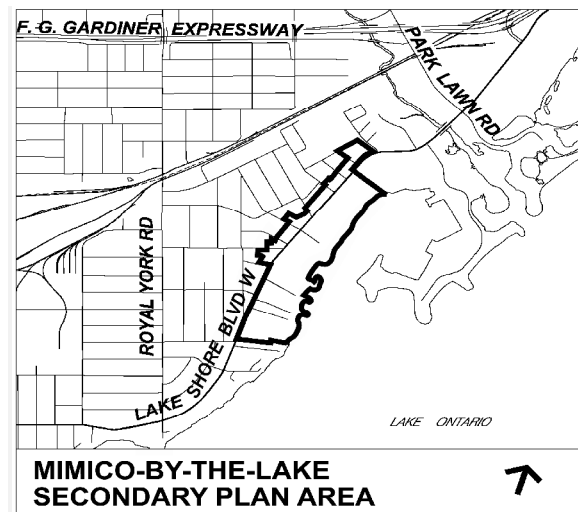 F. G. GARDINER EXPRESSWAY
PARK LAWN RD
ROYAL YORK RD
LAKE SHORE BLVD W
LAKE ONTARIO
MIMICO-BY-THE-LAKE
SECONDARY PLAN AREA